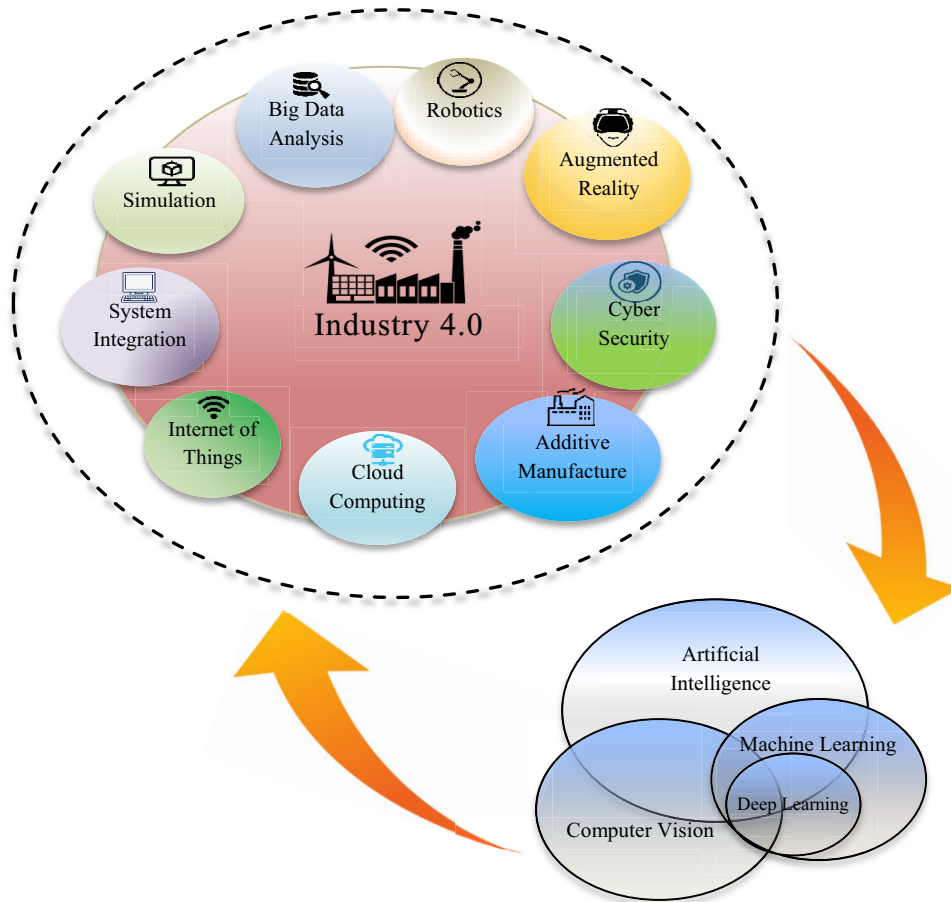 Big Data
Analysis
Robotics
Augmented
Reality
Simulation
System
Integration
Industry 4.0
Cyber
Security
Internet of
Things
Cloud
Computing
Additive
Manufacture
Artificial
Intelligence
Machine Learning
Deep Learning
Computer Vision